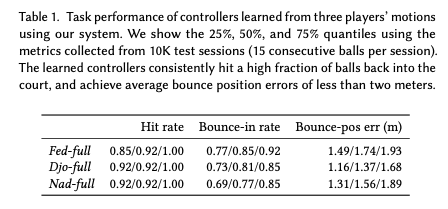 Table 1. Task performance of controllers learned from three players' motions
using our system. We show the 25%, 50%, and 75% quantiles using the
metrics collected from 10K test sessions (15 consecutive balls per session).
The learned controllers consistently hit a high fraction of balls back into the
court, and achieve average bounce position errors of less than two meters.
Hit rate Bounce-in rate Bounce-pos err (m)
Fed-full 0.85/0.92/1.00 0.77/0.85/0.92 1.49/1.74/1.93
Djo-full 0.92/0.92/1.00 0.73/0.81/0.85 1.16/1.37/1.68
Nad-full 0.92/0.92/1.00 0.69/0.77/0.85 1.31/1.56/1.89